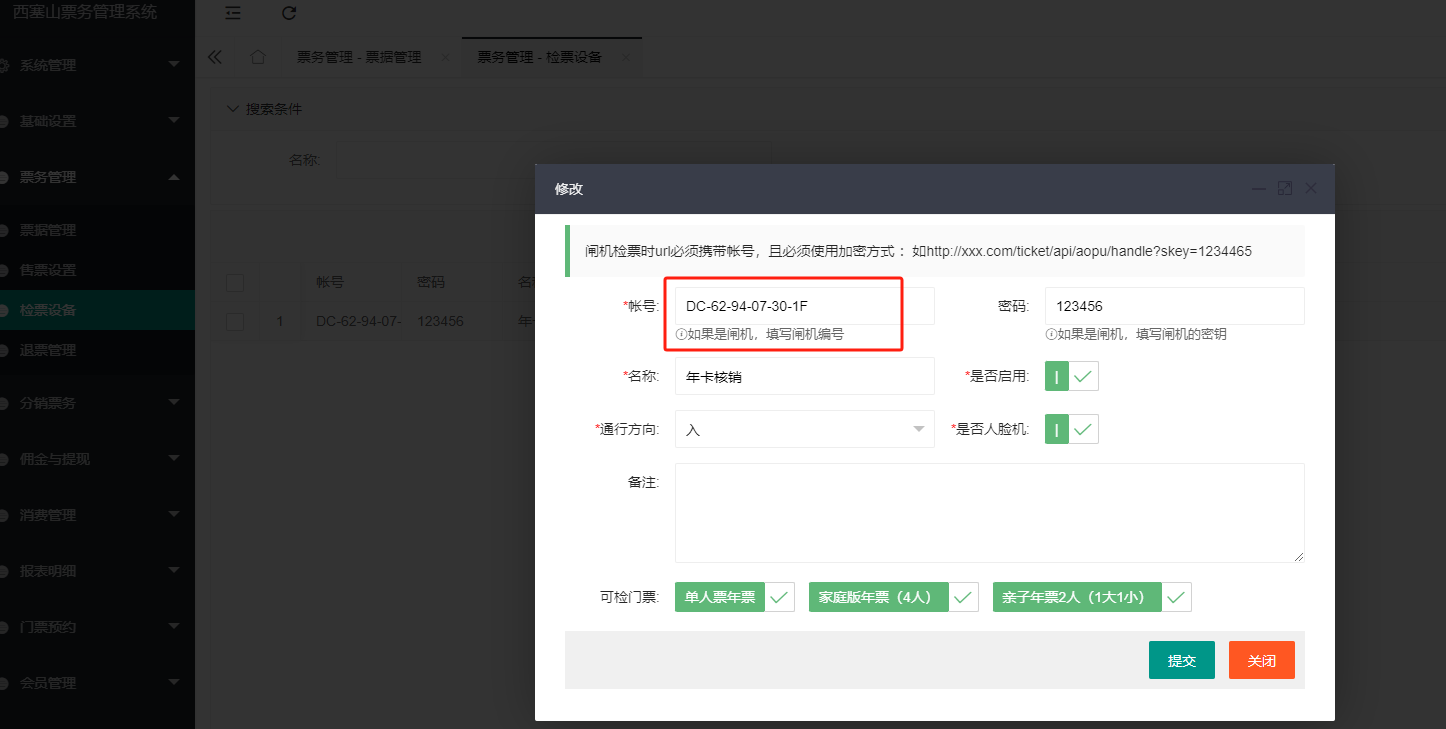 西塞山票务管理系统
系统管理
基础设置
票务管理
票据管理
售票设置
检票设备
退票管理
分销票务
佣金与提现
消费管理
报表明细
门票预约
会员管理
票务管理 - 票据管理
票务管理 - 检票设备
搜索条件
名称:
帐号 密码
1 DC-62-94-07- 123456
修改
闸机检票时url必须携带帐号，且必须使用加密方式 ：如http://xxx.com/ticket/api/aopu/handle?skey=1234465
*帐号: DC-62-94-07-30-1F 密码: 123456
如果是闸机，填写闸机编号 如果是闸机，填写闸机的密钥
*名称: 年卡核销 *是否启用:
*通行方向: 入 *是否人脸机:
备注:
可检门票: 单人票年票 家庭版年票（4人） 亲子年票2人（1大1小）
提交 关闭